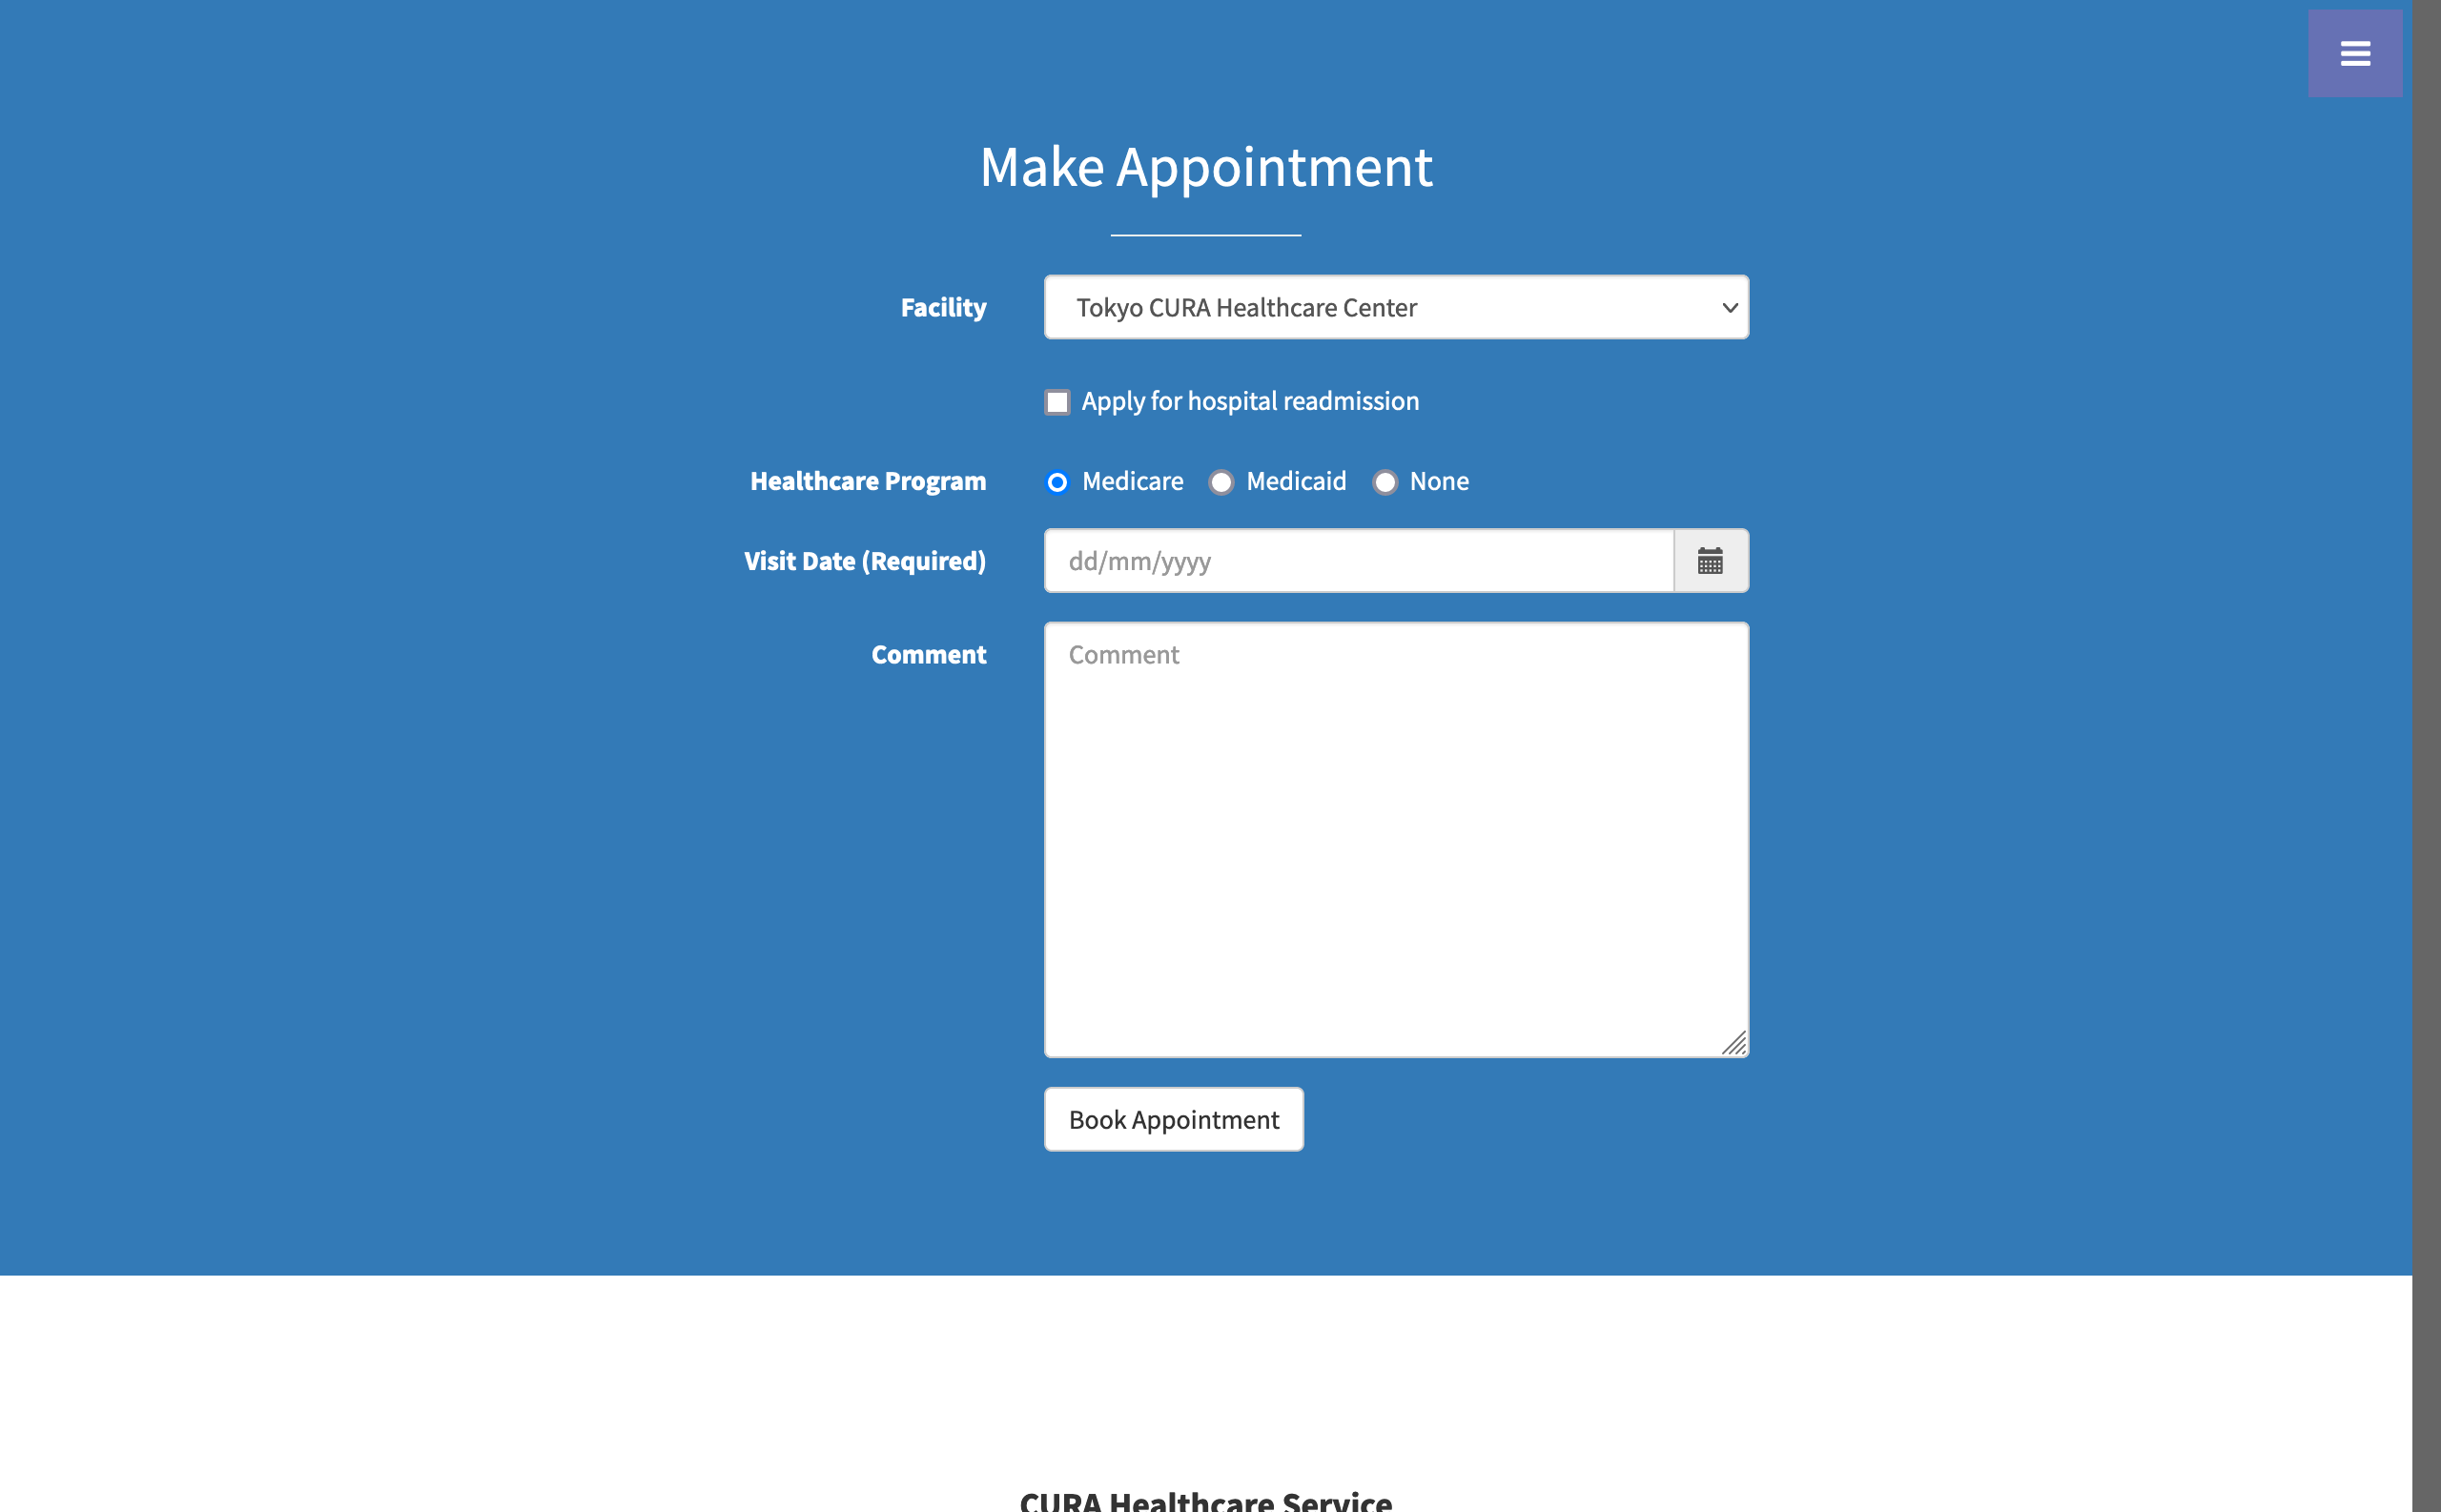 Make Appointment
Facility
Tokyo CURA Healthcare Center
Apply for hospital readmission
Healthcare Program
Medicare
Medicaid
None
Visit Date (Required)
dd/mm/yyyy
Comment
Comment
Book Appointment
CURA Healthcare Service